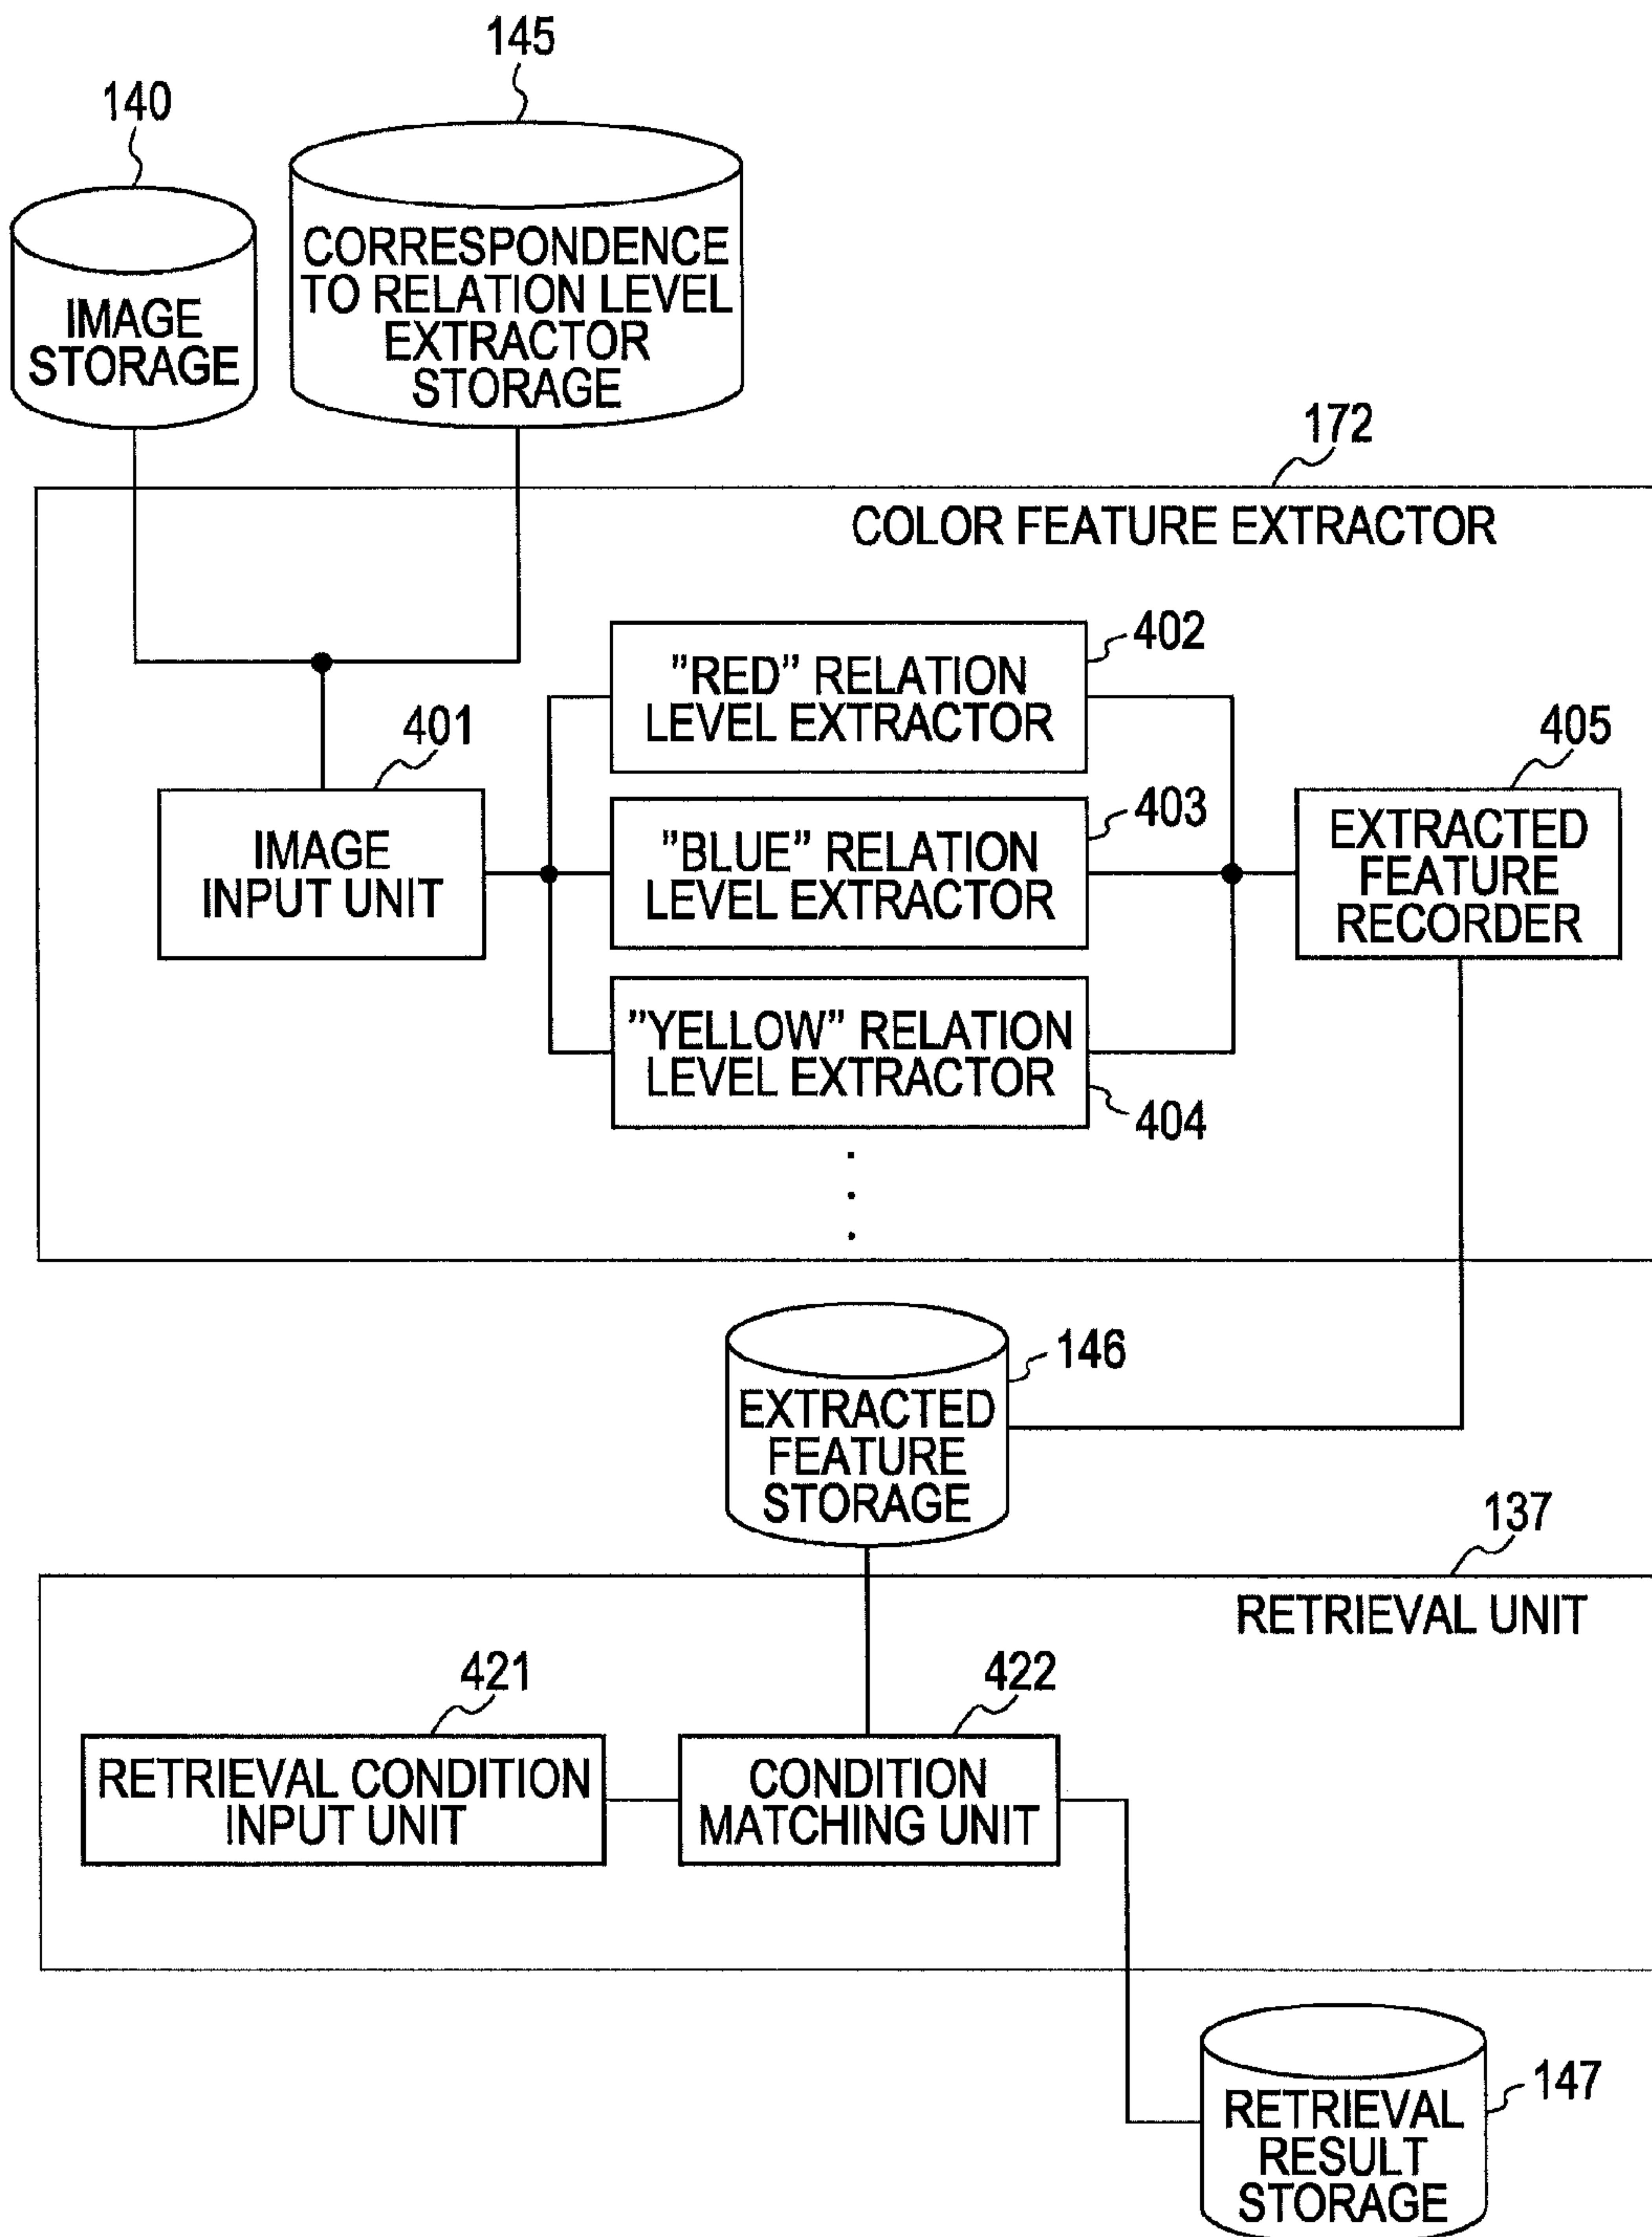 145
140
CORRESPONDENCE
TO RELATION LEVEL
EXTRACTOR
STORAGE
IMAGE
STORAGE
172
COLOR FEATURE EXTRACTOR
402
"RED" RELATION
LEVEL EXTRACTOR
401
405
403
IMAGE
INPUT UNIT
"BLUE" RELATION
LEVEL EXTRACTOR
EXTRACTED
FEATURE
RECORDER
"YELLOW" RELATION
LEVEL EXTRACTOR
404
146
EXTRACTED
FEATURE
STORAGE
137
RETRIEVAL UNIT
421
422
RETRIEVAL CONDITION
INPUT UNIT
CONDITION
MATCHING UNIT
147
RETRIEVAL
RESULT
STORAGE